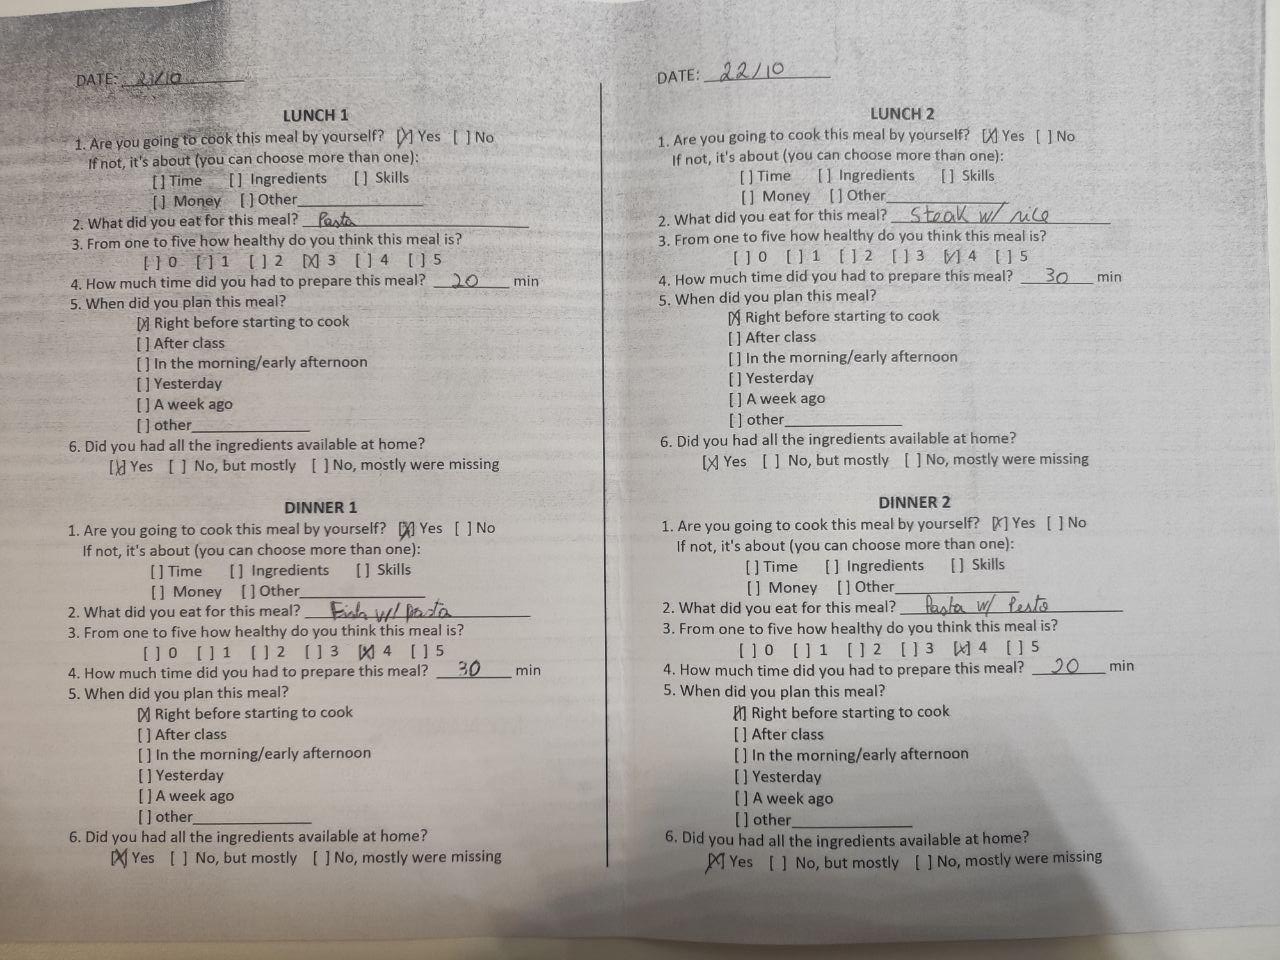 DATE: 21/10
LUNCH 1
1. Are you going to cook this meal by yourself? [X] Yes [ ] No
If not, it's about (you can choose more than one):
[ ] Time [ ] Ingredients [ ] Skills
[ ] Money [ ] Other_______________
2. What did you eat for this meal? Pasta
3. From one to five how healthy do you think this meal is?
[ ] 0 [ ] 1 [ ] 2 [X] 3 [ ] 4 [ ] 5
4. How much time did you had to prepare this meal? 20 min
5. When did you plan this meal?
[X] Right before starting to cook
[ ] After class
[ ] In the morning/early afternoon
[ ] Yesterday
[ ] A week ago
[ ] other______________
6. Did you had all the ingredients available at home?
[X] Yes [ ] No, but mostly [ ] No, mostly were missing
DINNER 1
1. Are you going to cook this meal by yourself? [X] Yes [ ] No
If not, it's about (you can choose more than one):
[ ] Time [ ] Ingredients [ ] Skills
[ ] Money [ ] Other_______________
2. What did you eat for this meal? Fish w/ pasta
3. From one to five how healthy do you think this meal is?
[ ] 0 [ ] 1 [ ] 2 [ ] 3 [X] 4 [ ] 5
4. How much time did you had to prepare this meal? 30 min
5. When did you plan this meal?
[X] Right before starting to cook
[ ] After class
[ ] In the morning/early afternoon
[ ] Yesterday
[ ] A week ago
[ ] other______________
6. Did you had all the ingredients available at home?
[X] Yes [ ] No, but mostly [ ] No, mostly were missing
DATE: 22/10
LUNCH 2
1. Are you going to cook this meal by yourself? [X] Yes [ ] No
If not, it's about (you can choose more than one):
[ ] Time [ ] Ingredients [ ] Skills
[ ] Money [ ] Other_______________
2. What did you eat for this meal? Steak w/ rice
3. From one to five how healthy do you think this meal is?
[ ] 0 [ ] 1 [ ] 2 [ ] 3 [X] 4 [ ] 5
4. How much time did you had to prepare this meal? 30 min
5. When did you plan this meal?
[X] Right before starting to cook
[ ] After class
[ ] In the morning/early afternoon
[ ] Yesterday
[ ] A week ago
[ ] other______________
6. Did you had all the ingredients available at home?
[X] Yes [ ] No, but mostly [ ] No, mostly were missing
DINNER 2
1. Are you going to cook this meal by yourself? [X] Yes [ ] No
If not, it's about (you can choose more than one):
[ ] Time [ ] Ingredients [ ] Skills
[ ] Money [ ] Other_______________
2. What did you eat for this meal? Pasta w/ Pesto
3. From one to five how healthy do you think this meal is?
[ ] 0 [ ] 1 [ ] 2 [ ] 3 [X] 4 [ ] 5
4. How much time did you had to prepare this meal? 20 min
5. When did you plan this meal?
[X] Right before starting to cook
[ ] After class
[ ] In the morning/early afternoon
[ ] Yesterday
[ ] A week ago
[ ] other______________
6. Did you had all the ingredients available at home?
[X] Yes [ ] No, but mostly [ ] No, mostly were missing